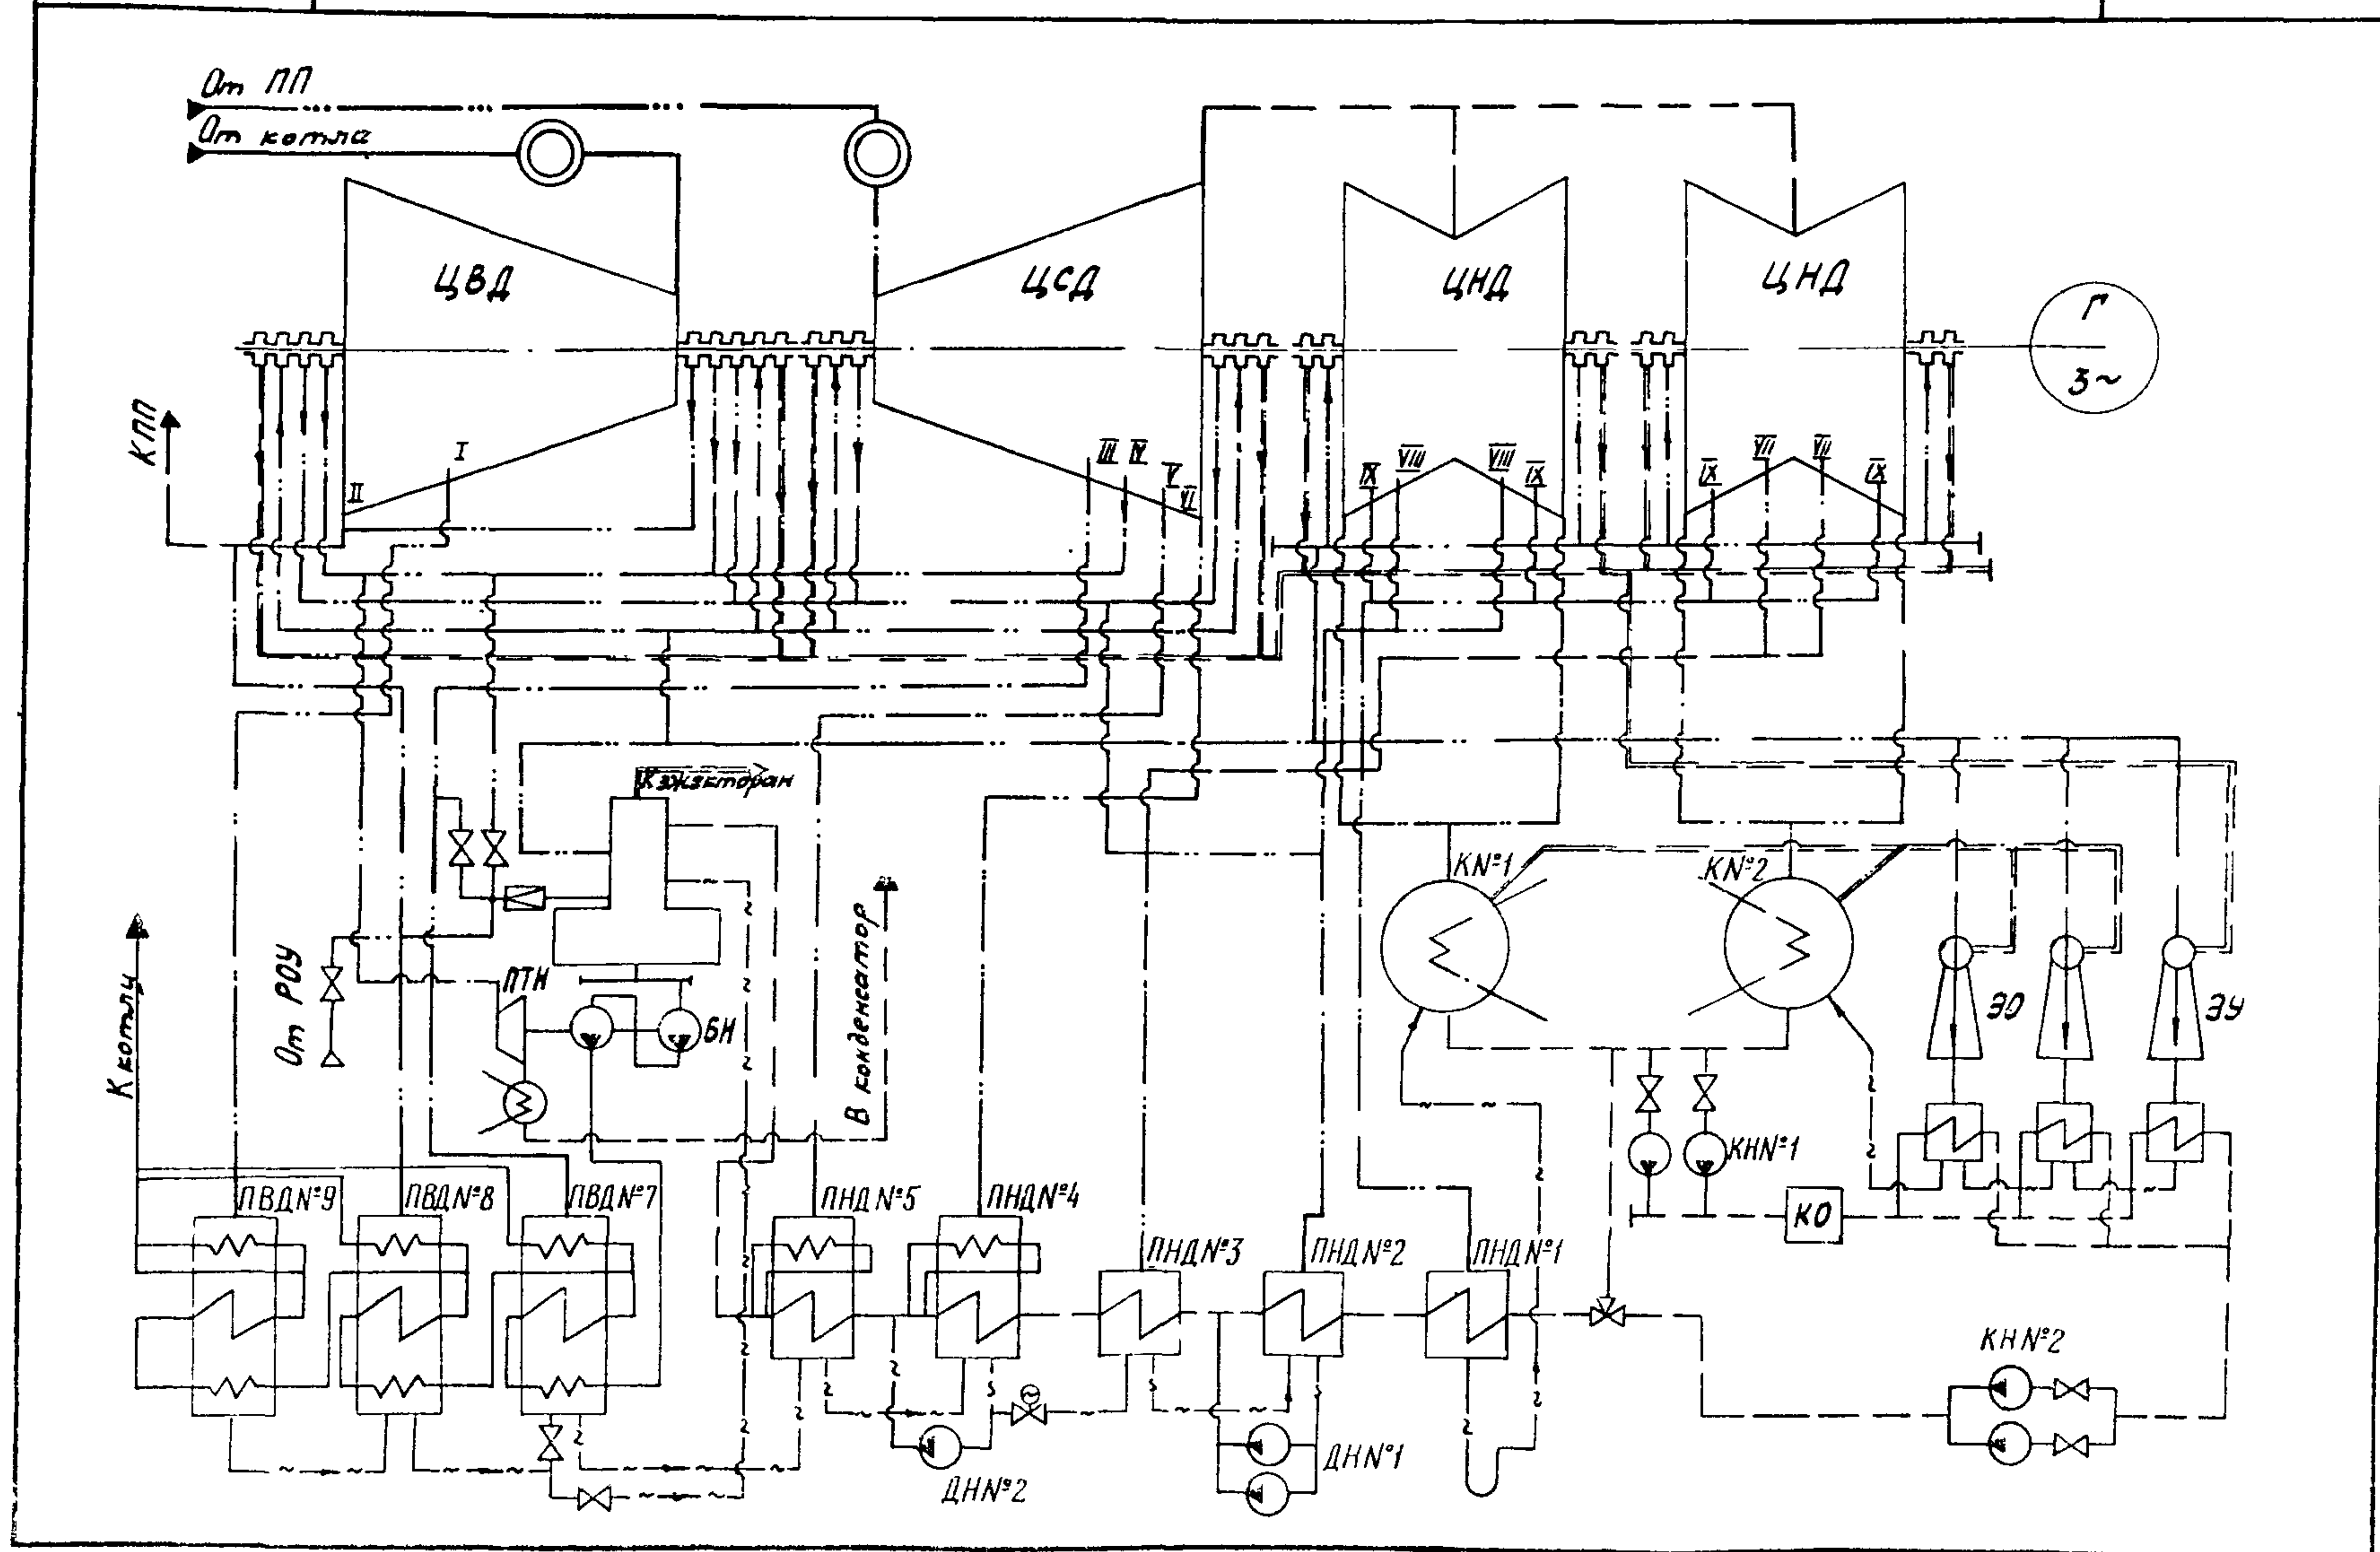 От ПП
От котла
ЦВД
ЦСД
ЦНД
ЦНД
Г
3~
КПП
I
II
III
IV
V
VI
IX
VIII
VIII
IX
IX
VII
VII
IX
К эжекторам
КN°1
КN°2
От РОУ
ПТН
БН
В конденсатор
ЭО
ЭУ
К котлу
КНN°1
КО
ПВДN°9
ПВДN°8
ПВДN°7
ПНДN°5
ПНДN°4
ПНДN°3
ПНДN°2
ПНДN°1
КНN°2
ДНN°2
ДНN°1